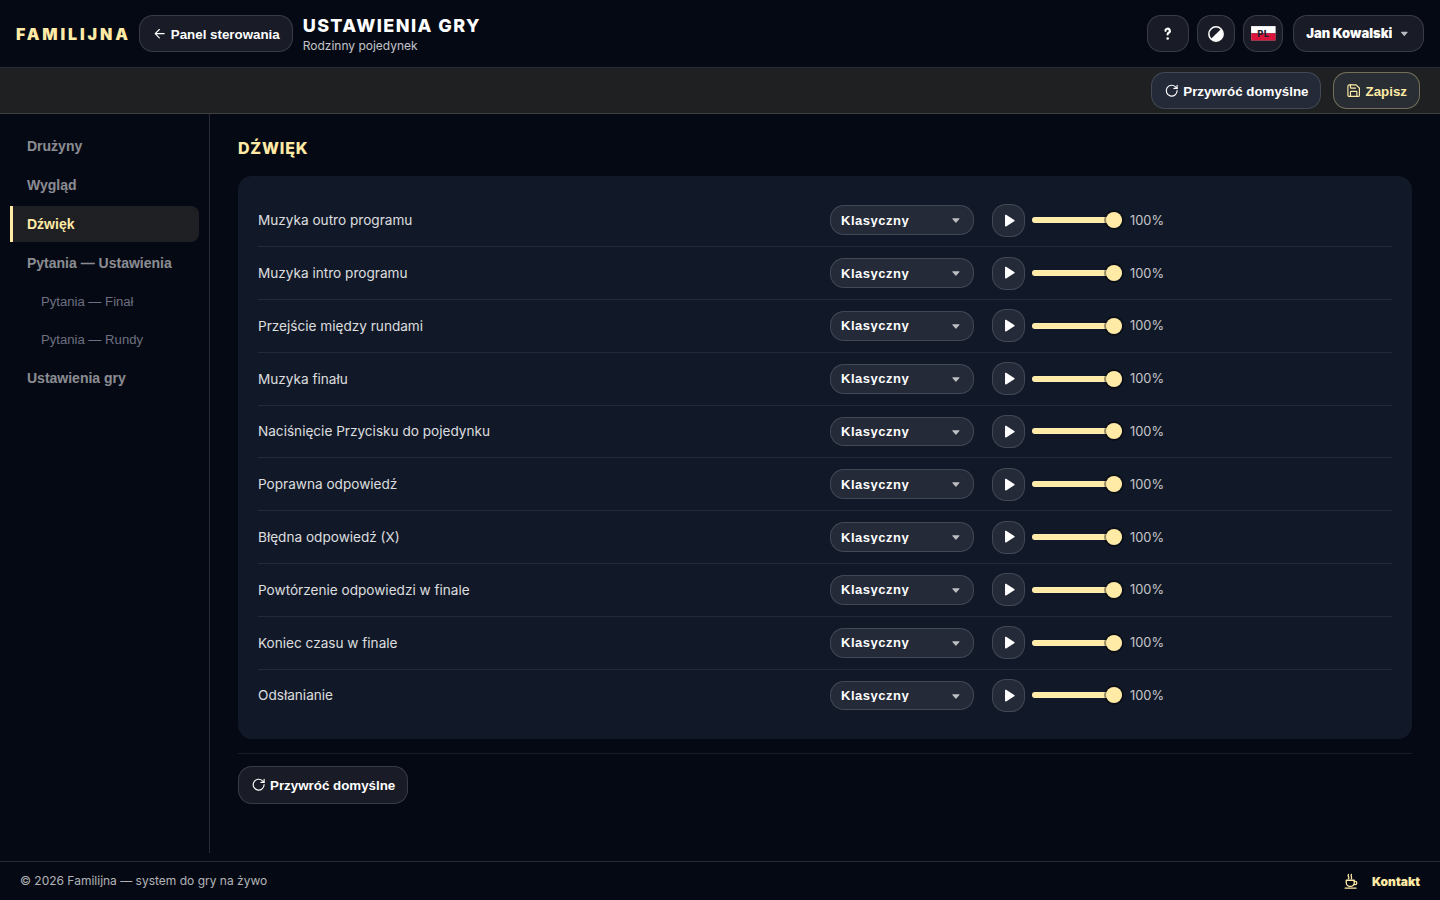 FAMILIJNA
Panel sterowania
USTAWIENIA GRY
Rodzinny pojedynek
?
PL
Jan Kowalski
Przywróć domyślne
Zapisz
Drużyny
Wygląd
Dźwięk
Pytania — Ustawienia
Pytania — Finał
Pytania — Rundy
Ustawienia gry
DŹWIĘK
Muzyka outro programu Klasyczny 100%
Muzyka intro programu Klasyczny 100%
Przejście między rundami Klasyczny 100%
Muzyka finału Klasyczny 100%
Naciśnięcie Przycisku do pojedynku Klasyczny 100%
Poprawna odpowiedź Klasyczny 100%
Błędna odpowiedź (X) Klasyczny 100%
Powtórzenie odpowiedzi w finale Klasyczny 100%
Koniec czasu w finale Klasyczny 100%
Odsłanianie Klasyczny 100%
Przywróć domyślne
© 2026 Familijna — system do gry na żywo
Kontakt